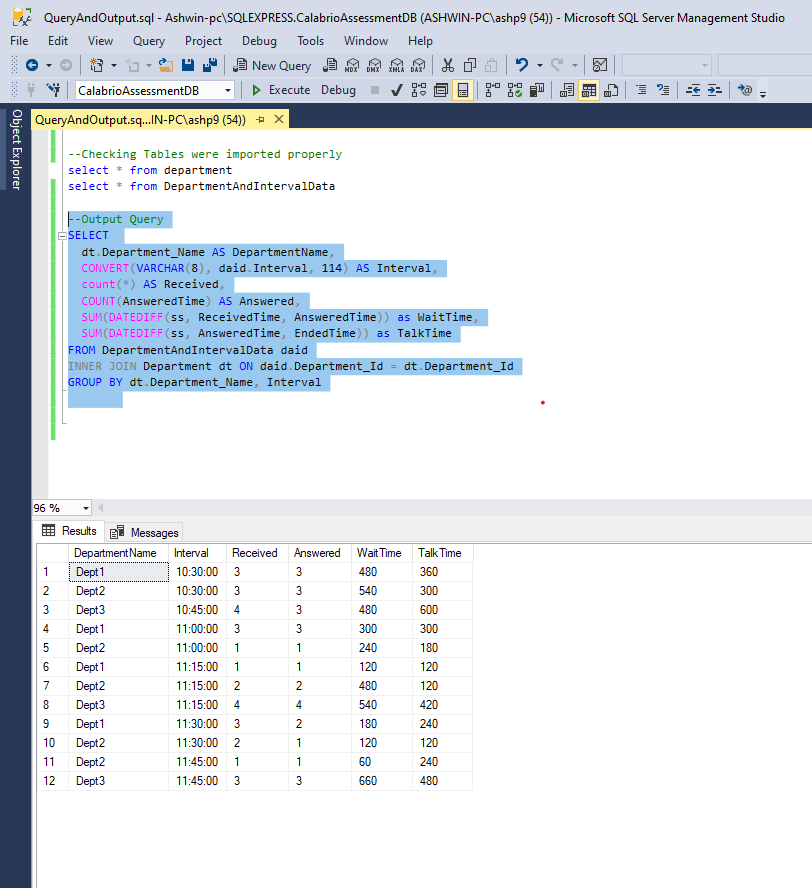 QueryAndOutput.sql - Ashwin-pc\SQLEXPRESS.CalabrioAssessmentDB (ASHWIN-PC\ashp9 (54)) - Microsoft SQL Server Management Studio
File Edit View Query Project Debug Tools Window Help
New Query MDX DMX XMLA DAX
CalabrioAssessmentDB Execute Debug
Object Explorer
QueryAndOutput.sq...IN-PC\ashp9 (54))
--Checking Tables were imported properly
select * from department
select * from DepartmentAndIntervalData
--Output Query
SELECT
dt.Department_Name AS DepartmentName,
CONVERT(VARCHAR(8), daid.Interval, 114) AS Interval,
count(*) AS Received,
COUNT(AnsweredTime) AS Answered,
SUM(DATEDIFF(ss, ReceivedTime, AnsweredTime)) as WaitTime,
SUM(DATEDIFF(ss, AnsweredTime, EndedTime)) as TalkTime
FROM DepartmentAndIntervalData daid
INNER JOIN Department dt ON daid.Department_Id = dt.Department_Id
GROUP BY dt.Department_Name, Interval
96 %
Results Messages
DepartmentName Interval Received Answered WaitTime TalkTime
1 Dept1 10:30:00 3 3 480 360
2 Dept2 10:30:00 3 3 540 300
3 Dept3 10:45:00 4 3 480 600
4 Dept1 11:00:00 3 3 300 300
5 Dept2 11:00:00 1 1 240 180
6 Dept1 11:15:00 1 1 120 120
7 Dept2 11:15:00 2 2 480 120
8 Dept3 11:15:00 4 4 540 420
9 Dept1 11:30:00 3 2 180 240
10 Dept2 11:30:00 2 1 120 120
11 Dept2 11:45:00 1 1 60 240
12 Dept3 11:45:00 3 3 660 480